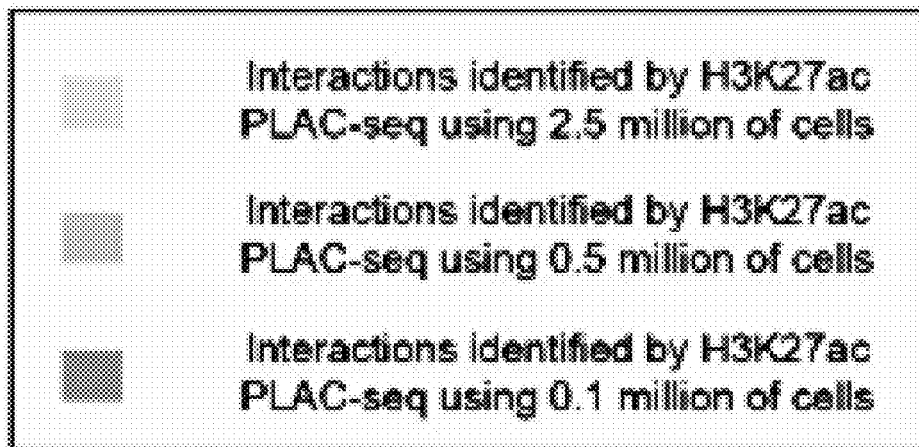 Interactions identified by H3K27ac
PLAC-seq using 2.5 million of cells
Interactions identified by H3K27ac
PLAC-seq using 0.5 million of cells
Interactions identified by H3K27ac
PLAC-seq using 0.1 million of cells